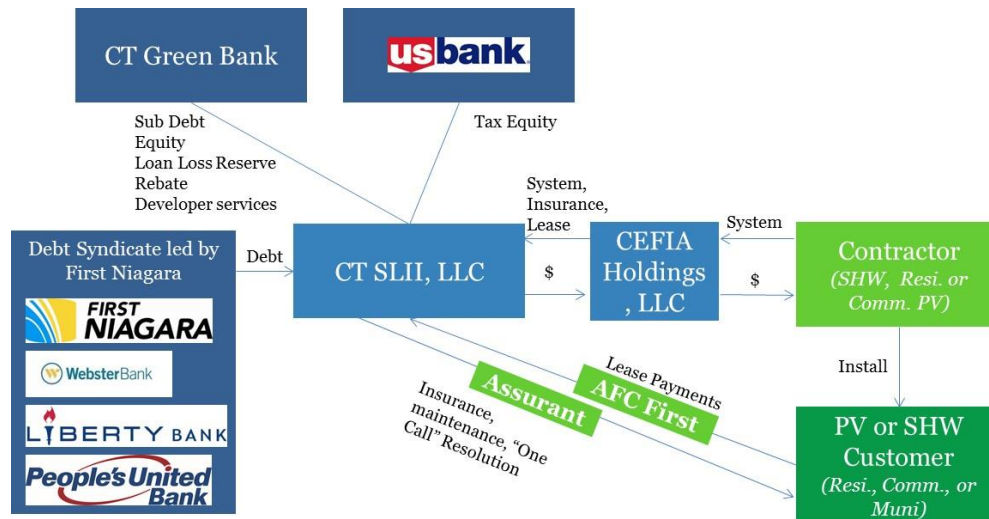 CT Green Bank
usbank
Sub Debt
Equity
Loan Loss Reserve
Rebate
Developer services
Tax Equity
System,
Insurance,
Lease
System
Debt Syndicate led by
First Niagara
Debt
CT SLII, LLC
CEFIA
Holdings
, LLC
Contractor
(SHW, Resi. or
Comm. PV)
$
$
FIRST
NIAGARA
WebsterBank
LIBERTY BANK
People's United
Bank
Install
Lease Payments
Assurant
AFC First
Insurance,
maintenance, “One
Call” Resolution
PV or SHW
Customer
(Resi., Comm., or
Muni)